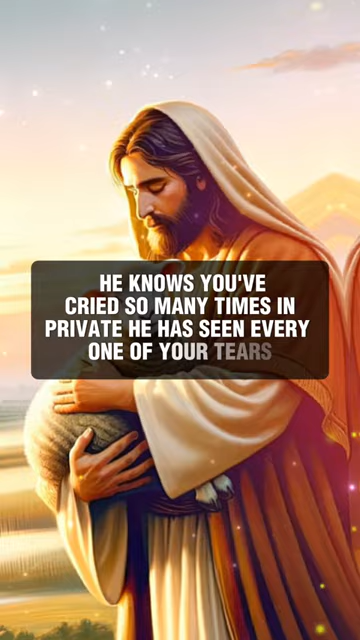 HE KNOWS YOU'VE
CRIED SO MANY TIMES IN
PRIVATE HE HAS SEEN EVERY
ONE OF YOUR TEARS